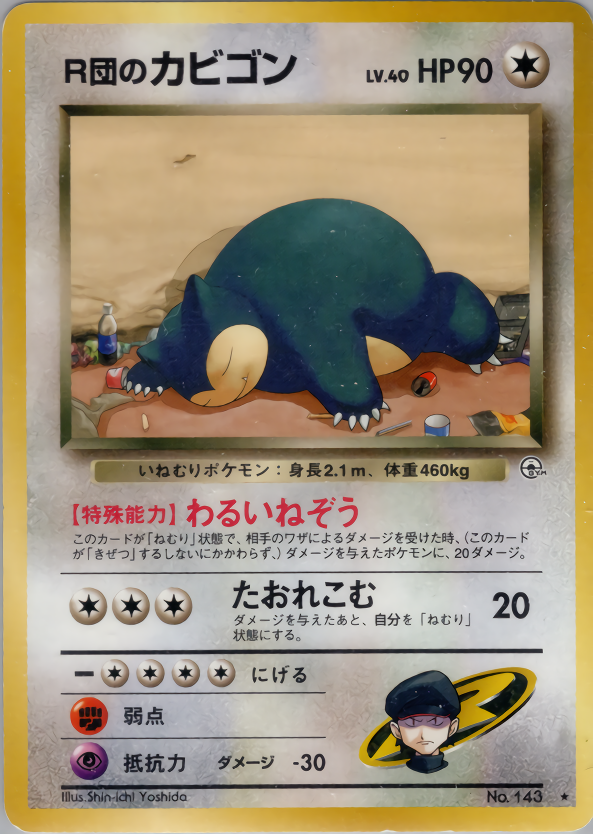 R団のカビゴン LV.40 HP90
いねむりポケモン：身長2.1m、体重460kg
GYM
【特殊能力】わるいねぞう
このカードが「ねむり」状態で、相手のワザによるダメージを受けた時、（このカード
が「きぜつ」するしないにかかわらず、）ダメージを与えたポケモンに、20ダメージ。
たおれこむ 20
ダメージを与えたあと、自分を「ねむり」
状態にする。
にげる
弱点
抵抗力 ダメージ -30
Illus.Shin-ichi Yoshida No.143 ★